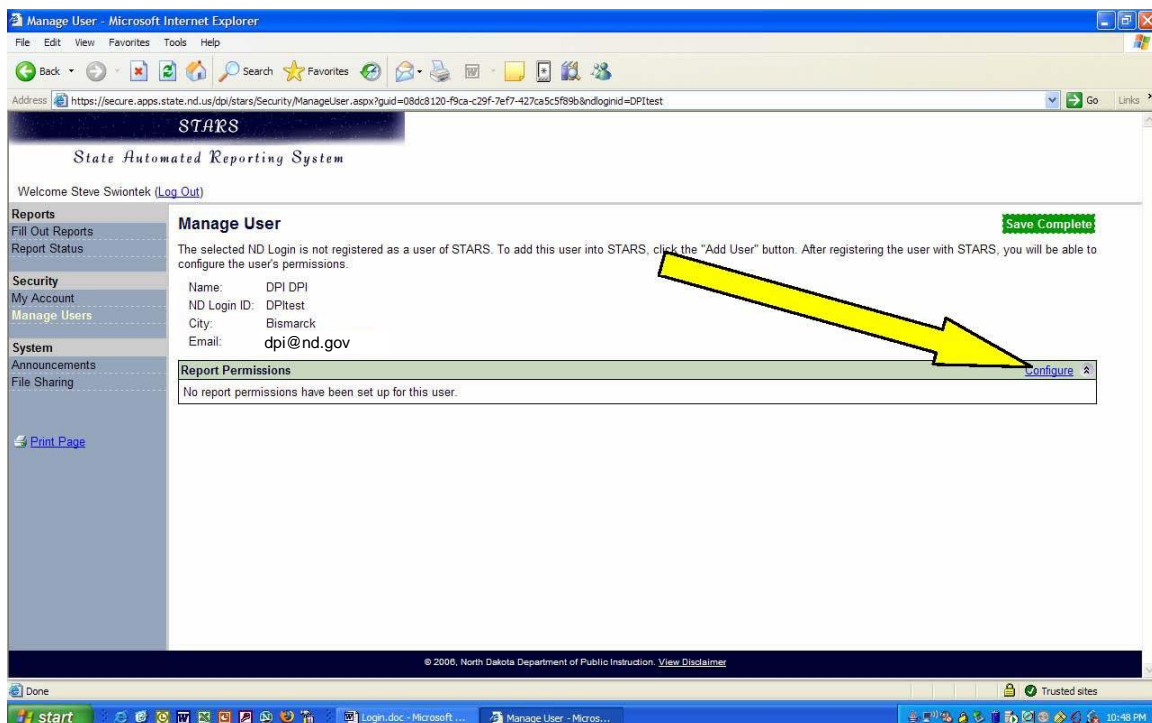 Manage User - Microsoft Internet Explorer
File Edit View Favorites Tools Help
Back Search Favorites
Address https://secure.apps.state.nd.us/dpi/stars/Security/ManageUser.aspx?guid=08dc8120-f9ca-c29f-7ef7-427ca5c5f89b&ndloginid=DPItest Go Links
STARS
State Automated Reporting System
Welcome Steve Swiontek (Log Out)
Reports
Fill Out Reports
Report Status
Security
My Account
Manage Users
System
Announcements
File Sharing
Print Page
Manage User
Save Complete
The selected ND Login is not registered as a user of STARS. To add this user into STARS, click the "Add User" button. After registering the user with STARS, you will be able to
configure the user's permissions.
Name: DPI DPI
ND Login ID: DPItest
City: Bismarck
Email: dpi@nd.gov
Report Permissions Configure
No report permissions have been set up for this user.
© 2006, North Dakota Department of Public Instruction. View Disclaimer
Done Trusted sites
start Login.doc - Microsoft ... Manage User - Micros... 10:48 PM